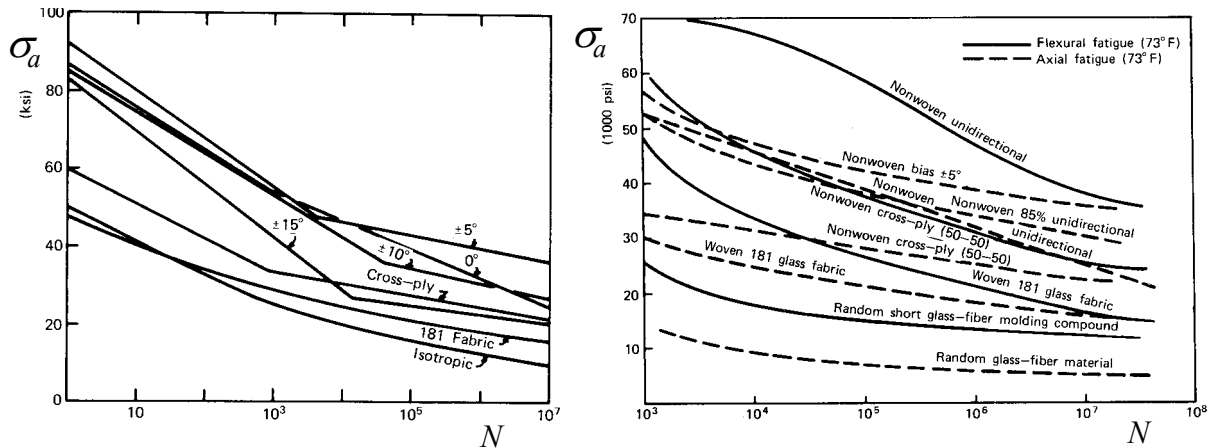 σa
(ksi)
100
80
60
40
20
0
10
10³
10⁵
10⁷
N
±15°
±10°
±5°
0°
Cross-ply
181 Fabric
Isotropic
σa
(1000 psi)
70
60
50
40
30
20
10
10³
10⁴
10⁵
10⁶
10⁷
10⁸
N
Flexural fatigue (73°F)
Axial fatigue (73°F)
Nonwoven unidirectional
Nonwoven bias ±5°
Nonwoven 85% unidirectional
Nonwoven unidirectional
Nonwoven cross-ply (50–50)
Nonwoven cross-ply (50–50)
Woven 181 glass fabric
Woven 181 glass fabric
Random short glass-fiber molding compound
Random glass-fiber material